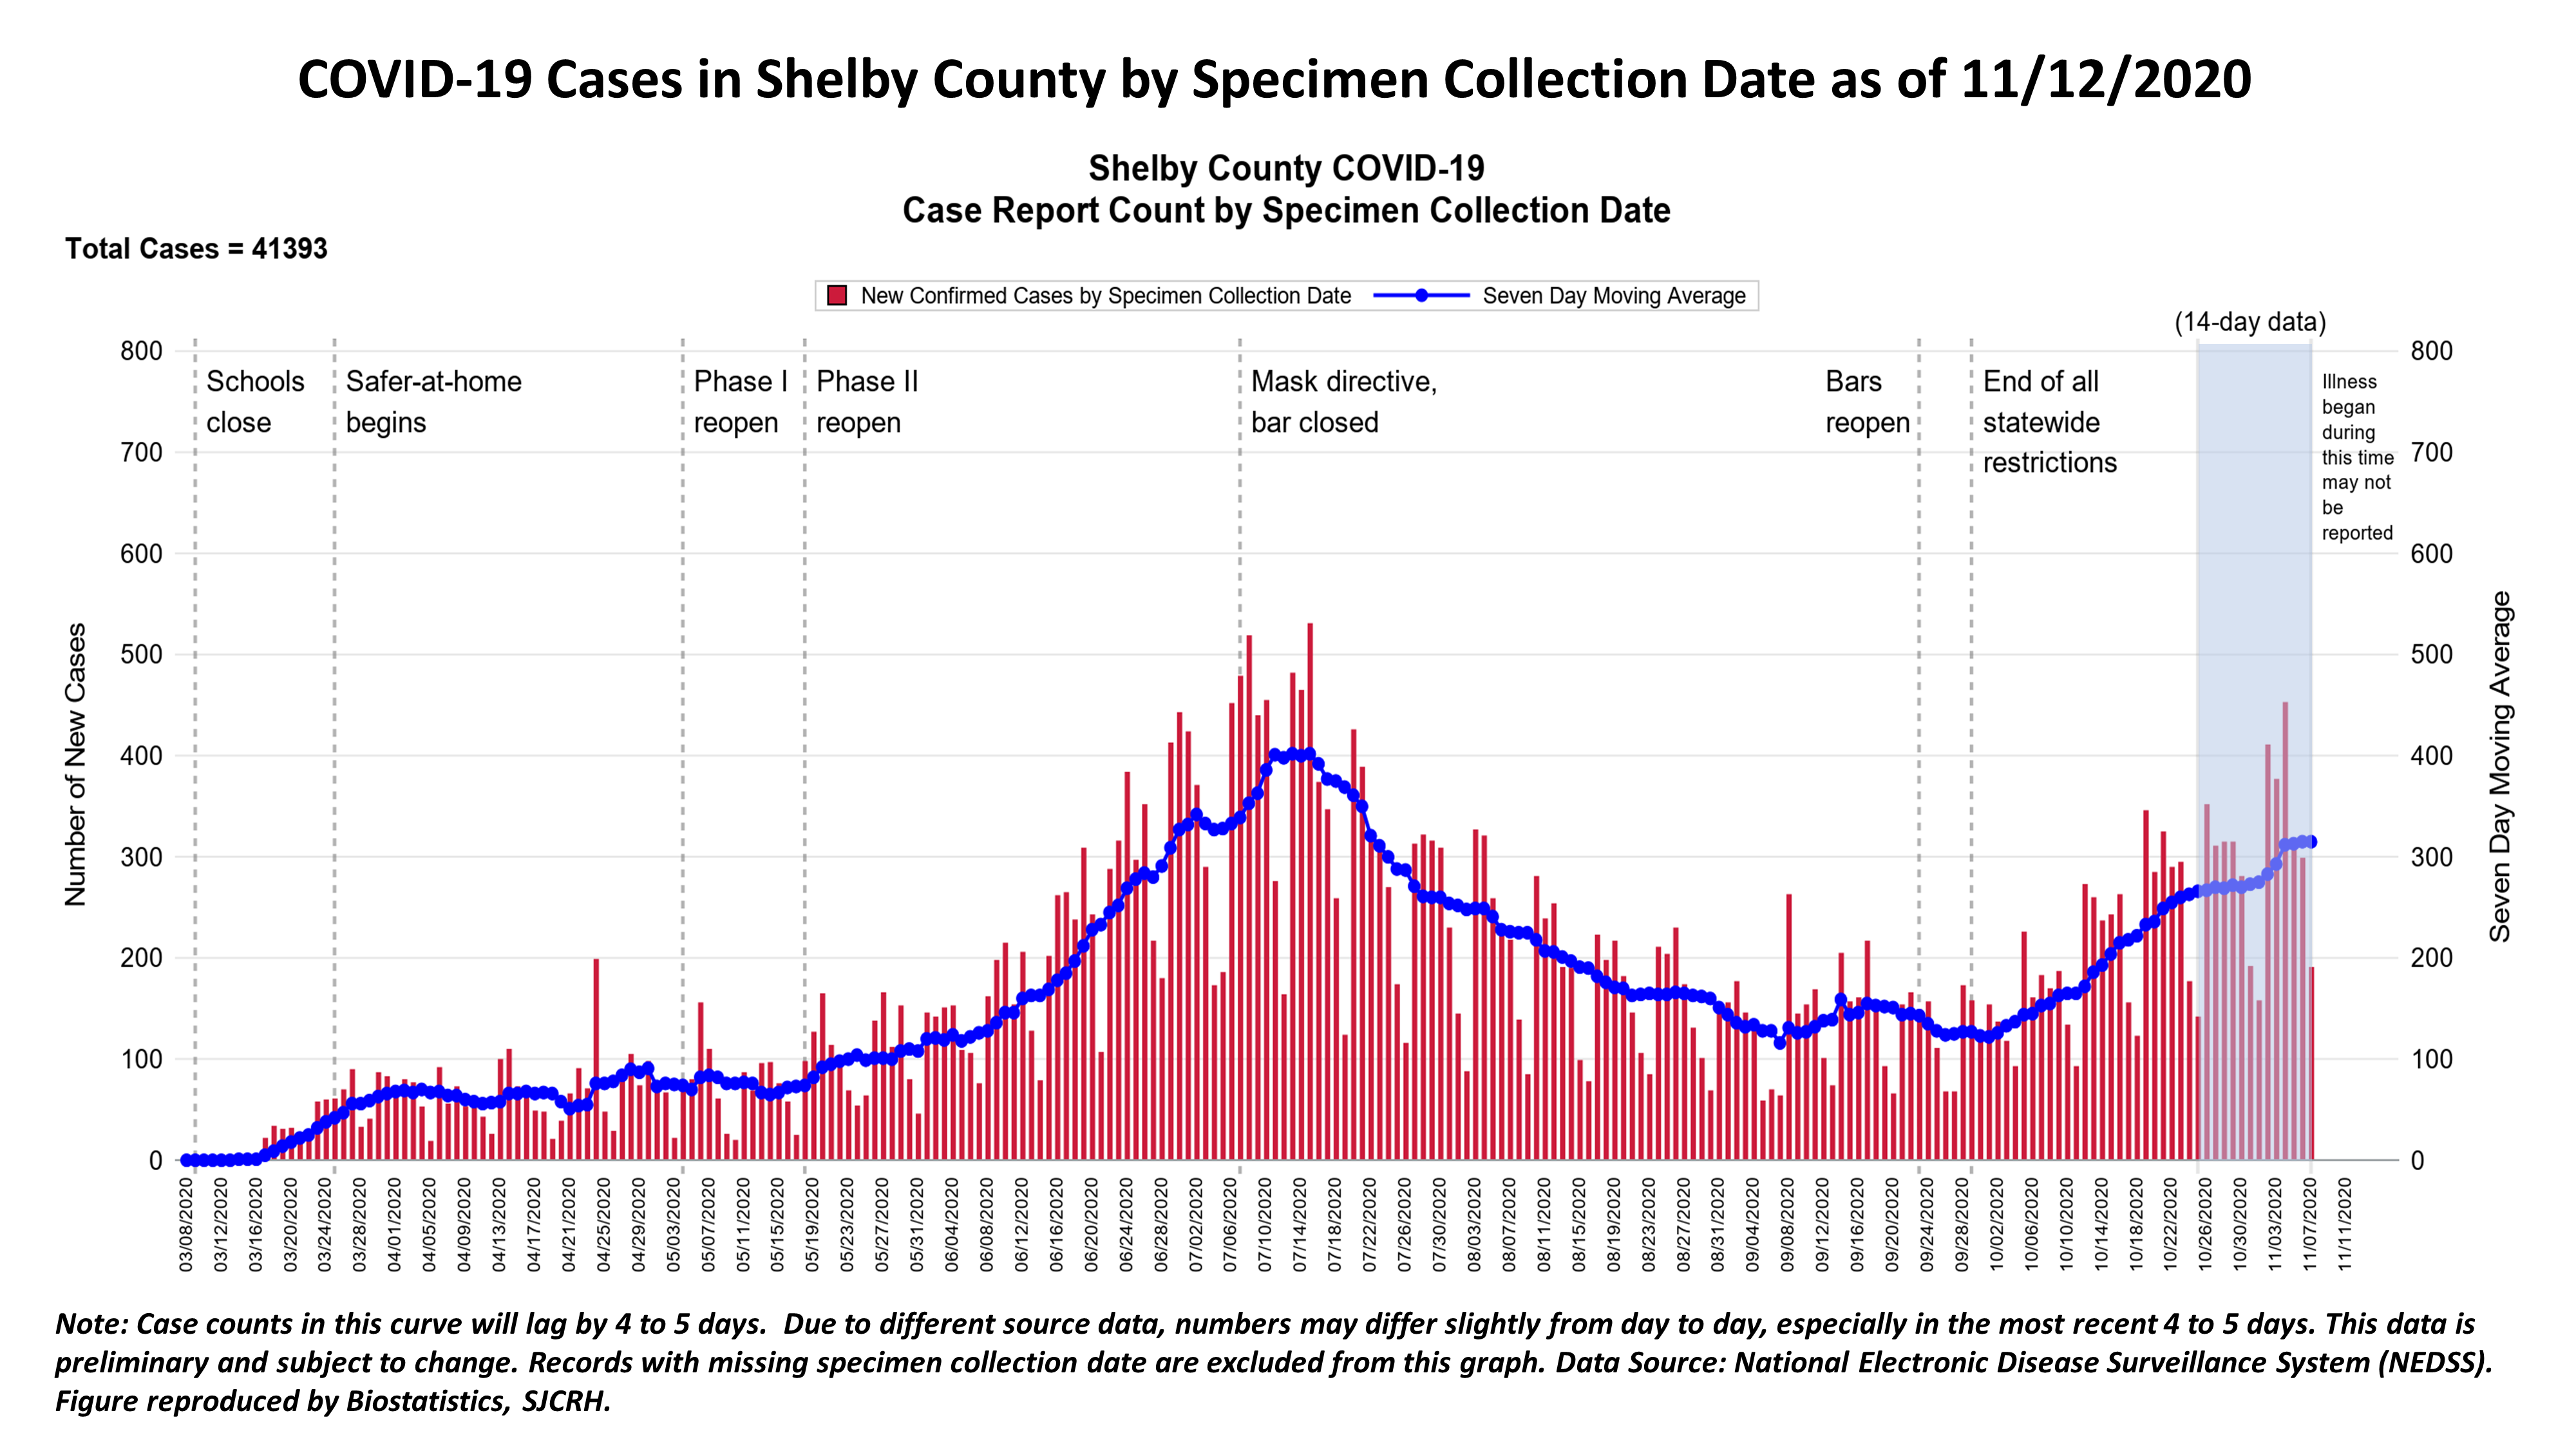 COVID-19 Cases in Shelby County by Specimen Collection Date as of 11/12/2020
Shelby County COVID-19
Case Report Count by Specimen Collection Date
Total Cases = 41393
New Confirmed Cases by Specimen Collection Date
Seven Day Moving Average
(14-day data)
Schools
close
Safer-at-home
begins
Phase I
reopen
Phase II
reopen
Mask directive,
bar closed
Bars
reopen
End of all
statewide
restrictions
Illness
began
during
this time
may not
be
reported
Number of New Cases
800
700
600
500
400
300
200
100
0
800
700
600
500
400
300
200
100
0
Seven Day Moving Average
03/08/2020
03/12/2020
03/16/2020
03/20/2020
03/24/2020
03/28/2020
04/01/2020
04/05/2020
04/09/2020
04/13/2020
04/17/2020
04/21/2020
04/25/2020
04/29/2020
05/03/2020
05/07/2020
05/11/2020
05/15/2020
05/19/2020
05/23/2020
05/27/2020
05/31/2020
06/04/2020
06/08/2020
06/12/2020
06/16/2020
06/20/2020
06/24/2020
06/28/2020
07/02/2020
07/06/2020
07/10/2020
07/14/2020
07/18/2020
07/22/2020
07/26/2020
07/30/2020
08/03/2020
08/07/2020
08/11/2020
08/15/2020
08/19/2020
08/23/2020
08/27/2020
08/31/2020
09/04/2020
09/08/2020
09/12/2020
09/16/2020
09/20/2020
09/24/2020
09/28/2020
10/02/2020
10/06/2020
10/10/2020
10/14/2020
10/18/2020
10/22/2020
10/26/2020
10/30/2020
11/03/2020
11/07/2020
11/11/2020
Note: Case counts in this curve will lag by 4 to 5 days.  Due to different source data, numbers may differ slightly from day to day, especially in the most recent 4 to 5 days. This data is
preliminary and subject to change. Records with missing specimen collection date are excluded from this graph. Data Source: National Electronic Disease Surveillance System (NEDSS).
Figure reproduced by Biostatistics, SJCRH.